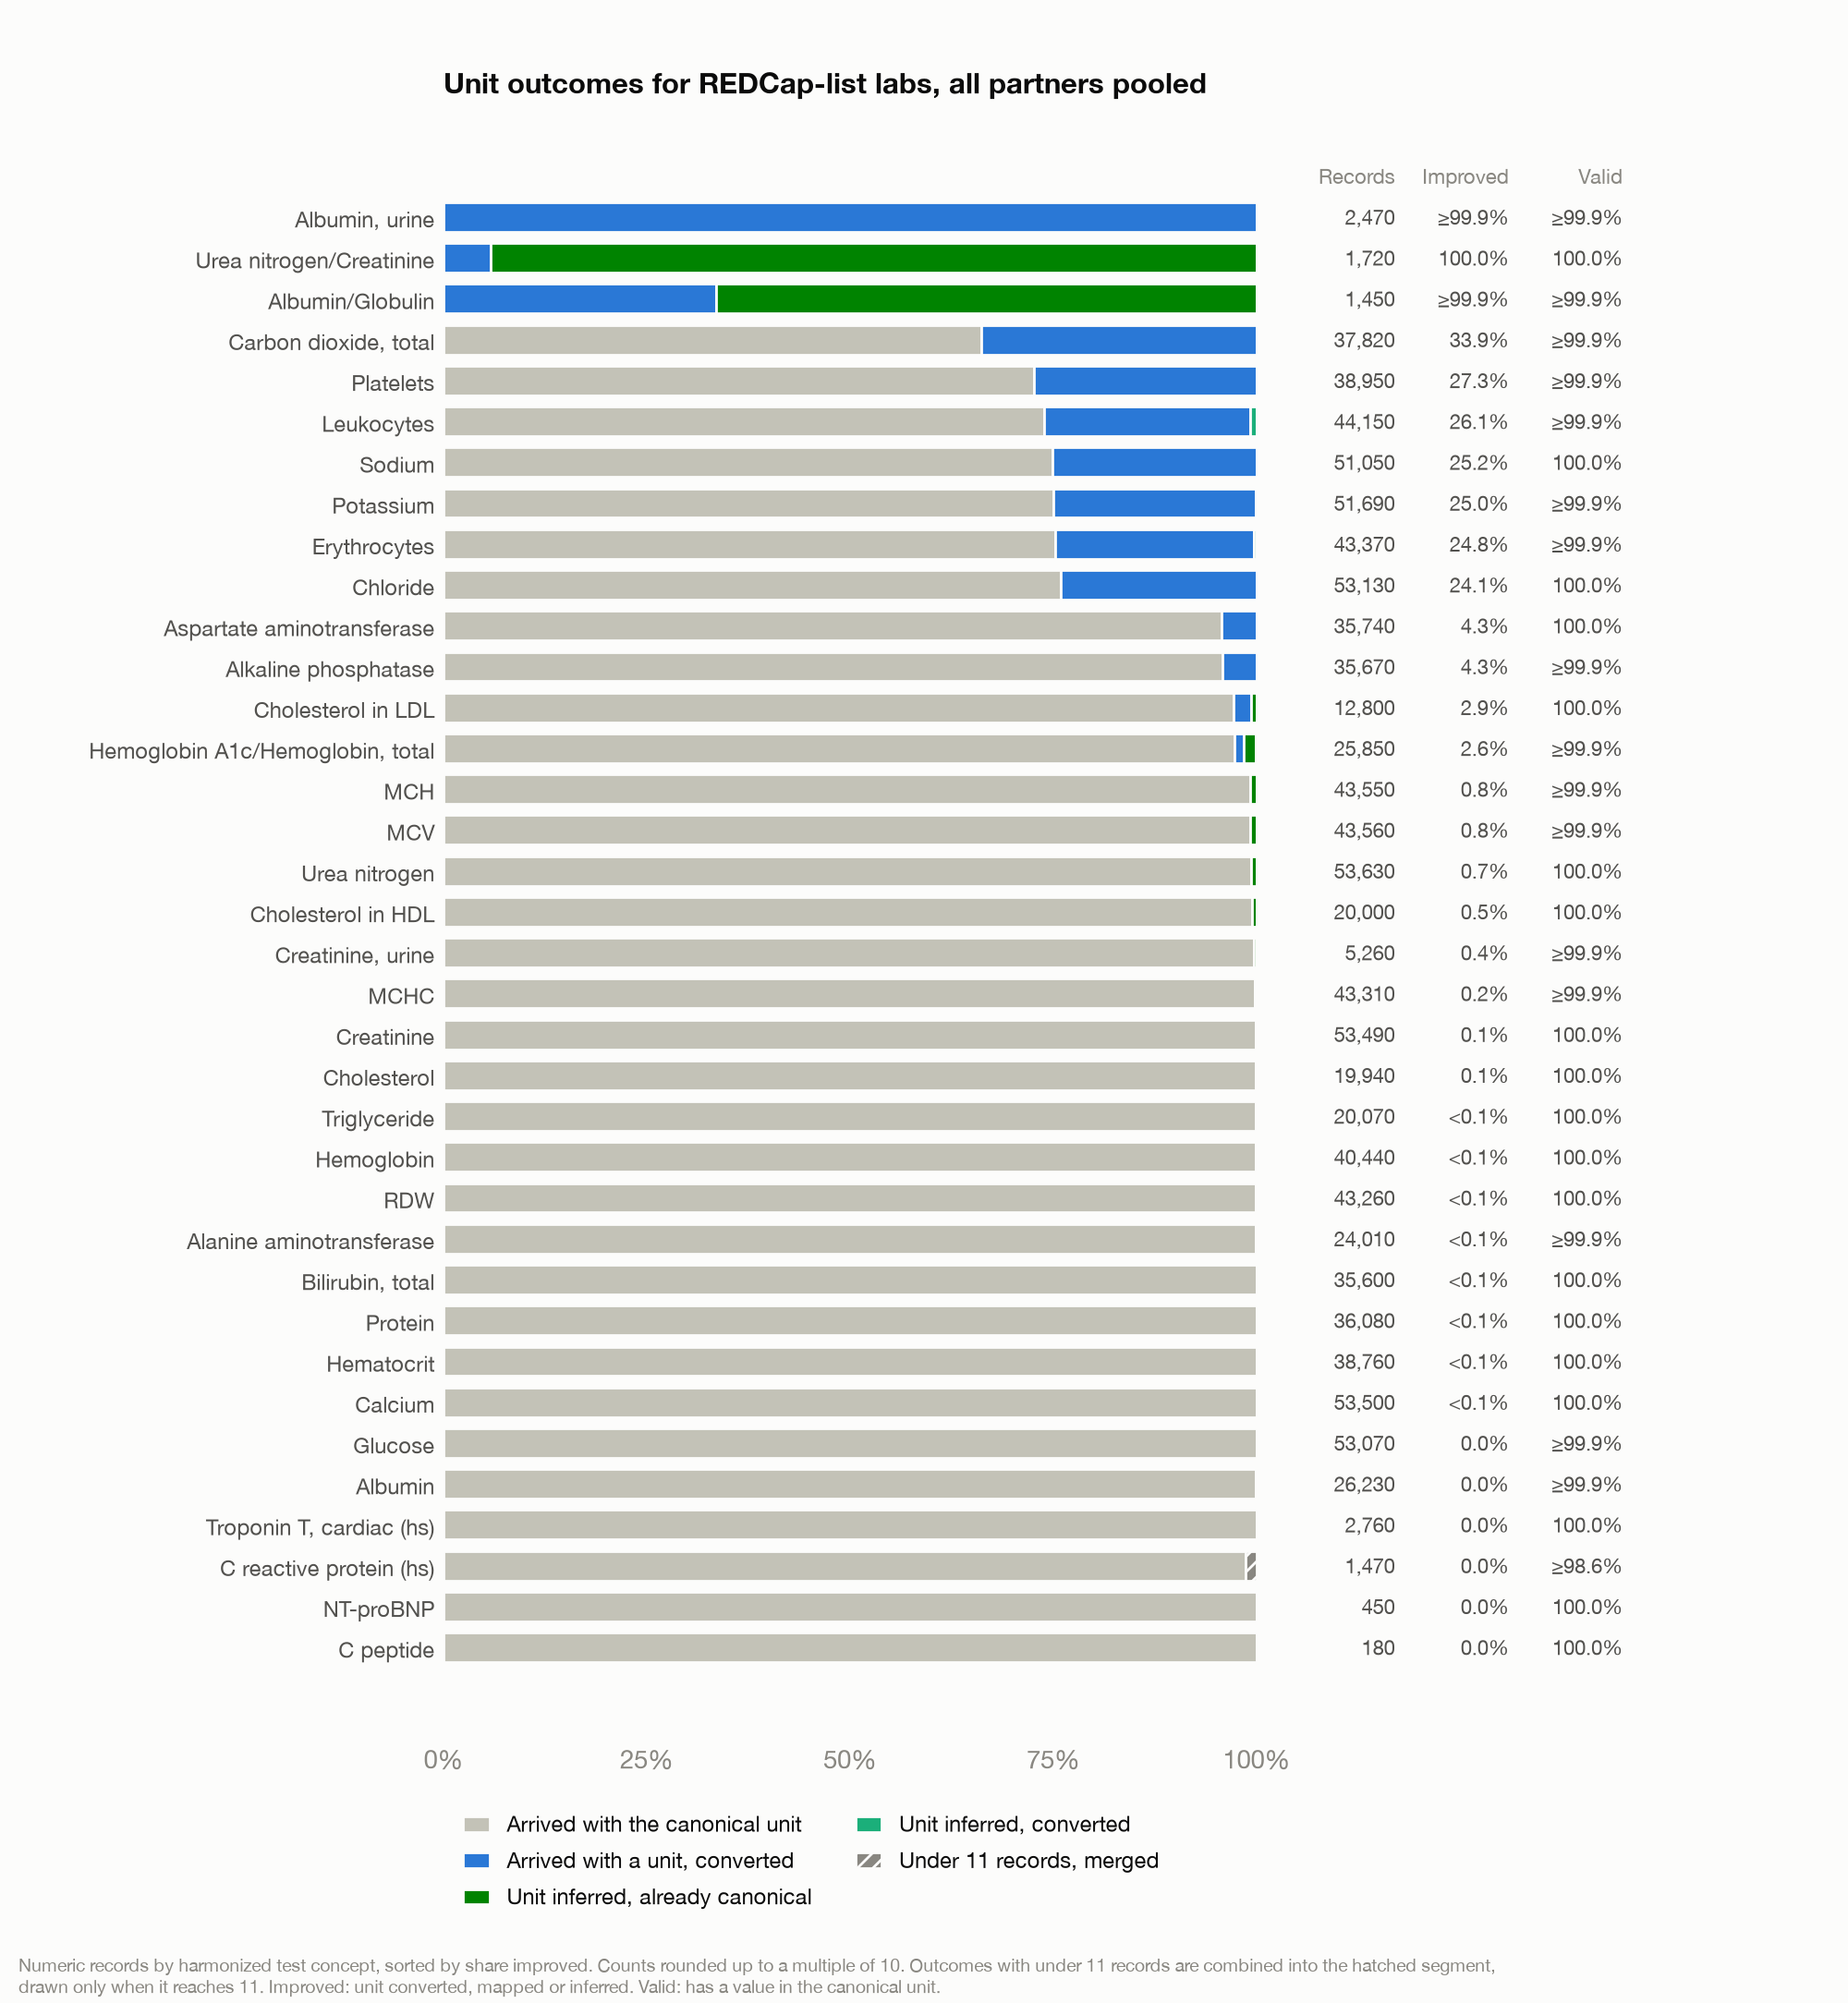 Unit outcomes for REDCap-list labs, all partners pooled
Records Improved Valid
Albumin, urine 2,470 ≥99.9% ≥99.9%
Urea nitrogen/Creatinine 1,720 100.0% 100.0%
Albumin/Globulin 1,450 ≥99.9% ≥99.9%
Carbon dioxide, total 37,820 33.9% ≥99.9%
Platelets 38,950 27.3% ≥99.9%
Leukocytes 44,150 26.1% ≥99.9%
Sodium 51,050 25.2% 100.0%
Potassium 51,690 25.0% ≥99.9%
Erythrocytes 43,370 24.8% ≥99.9%
Chloride 53,130 24.1% 100.0%
Aspartate aminotransferase 35,740 4.3% 100.0%
Alkaline phosphatase 35,670 4.3% ≥99.9%
Cholesterol in LDL 12,800 2.9% 100.0%
Hemoglobin A1c/Hemoglobin, total 25,850 2.6% ≥99.9%
MCH 43,550 0.8% ≥99.9%
MCV 43,560 0.8% ≥99.9%
Urea nitrogen 53,630 0.7% 100.0%
Cholesterol in HDL 20,000 0.5% 100.0%
Creatinine, urine 5,260 0.4% ≥99.9%
MCHC 43,310 0.2% ≥99.9%
Creatinine 53,490 0.1% 100.0%
Cholesterol 19,940 0.1% 100.0%
Triglyceride 20,070 <0.1% 100.0%
Hemoglobin 40,440 <0.1% 100.0%
RDW 43,260 <0.1% 100.0%
Alanine aminotransferase 24,010 <0.1% ≥99.9%
Bilirubin, total 35,600 <0.1% 100.0%
Protein 36,080 <0.1% 100.0%
Hematocrit 38,760 <0.1% 100.0%
Calcium 53,500 <0.1% 100.0%
Glucose 53,070 0.0% ≥99.9%
Albumin 26,230 0.0% ≥99.9%
Troponin T, cardiac (hs) 2,760 0.0% 100.0%
C reactive protein (hs) 1,470 0.0% ≥98.6%
NT-proBNP 450 0.0% 100.0%
C peptide 180 0.0% 100.0%
0% 25% 50% 75% 100%
Arrived with the canonical unit
Arrived with a unit, converted
Unit inferred, already canonical
Unit inferred, converted
Under 11 records, merged
Numeric records by harmonized test concept, sorted by share improved. Counts rounded up to a multiple of 10. Outcomes with under 11 records are combined into the hatched segment,
drawn only when it reaches 11. Improved: unit converted, mapped or inferred. Valid: has a value in the canonical unit.